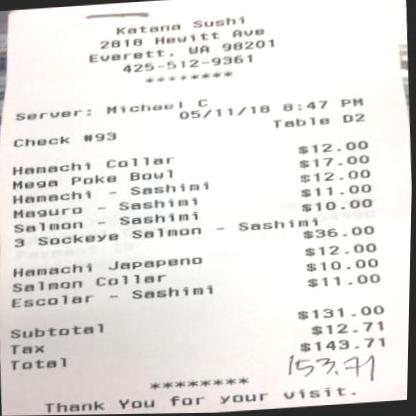 Katana Sushi
2818 Hewitt Ave
Everett, WA 98201
425-512-9361
********
Server: Michael C
05/11/18 8:47 PM
Check #93 Table D2
Hamachi Collar $12.00
Mega Poke Bowl $17.00
Hamachi - Sashimi $12.00
Maguro - Sashimi $11.00
Salmon - Sashimi $10.00
3 Sockeye Salmon - Sashimi
$36.00
Hamachi Japapeno $12.00
Salmon Collar $10.00
Escolar - Sashimi $11.00
Subtotal $131.00
Tax $12.71
Total $143.71
153.71
********
Thank You for your visit.